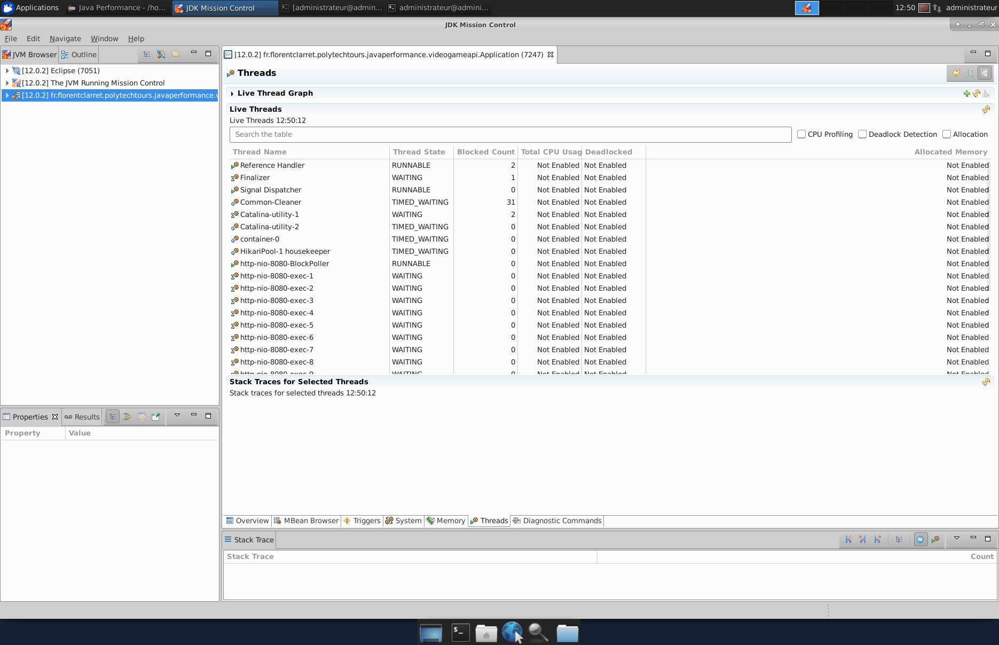 Applications
Java Performance - /ho...
JDK Mission Control
[administrateur@admin...
administrateur@admini...
12:50
administrateur
JDK Mission Control
File Edit Navigate Window Help
JVM Browser
Outline
[12.0.2] Eclipse (7051)
[12.0.2] The JVM Running Mission Control
[12.0.2] fr.florentclarret.polytechtours.javaperformance.v
Properties
Results
Property Value
[12.0.2] fr.florentclarret.polytechtours.javaperformance.videogameapi.Application (7247)
Threads
Live Thread Graph
Live Threads
Live Threads 12:50:12
Search the table
CPU Profiling
Deadlock Detection
Allocation
Thread Name Thread State Blocked Count Total CPU Usag Deadlocked Allocated Memory
Reference Handler RUNNABLE 2 Not Enabled Not Enabled Not Enabled
Finalizer WAITING 1 Not Enabled Not Enabled Not Enabled
Signal Dispatcher RUNNABLE 0 Not Enabled Not Enabled Not Enabled
Common-Cleaner TIMED_WAITING 31 Not Enabled Not Enabled Not Enabled
Catalina-utility-1 WAITING 2 Not Enabled Not Enabled Not Enabled
Catalina-utility-2 TIMED_WAITING 0 Not Enabled Not Enabled Not Enabled
container-0 TIMED_WAITING 0 Not Enabled Not Enabled Not Enabled
HikariPool-1 housekeeper TIMED_WAITING 0 Not Enabled Not Enabled Not Enabled
http-nio-8080-BlockPoller RUNNABLE 0 Not Enabled Not Enabled Not Enabled
http-nio-8080-exec-1 WAITING 0 Not Enabled Not Enabled Not Enabled
http-nio-8080-exec-2 WAITING 0 Not Enabled Not Enabled Not Enabled
http-nio-8080-exec-3 WAITING 0 Not Enabled Not Enabled Not Enabled
http-nio-8080-exec-4 WAITING 0 Not Enabled Not Enabled Not Enabled
http-nio-8080-exec-5 WAITING 0 Not Enabled Not Enabled Not Enabled
http-nio-8080-exec-6 WAITING 0 Not Enabled Not Enabled Not Enabled
http-nio-8080-exec-7 WAITING 0 Not Enabled Not Enabled Not Enabled
http-nio-8080-exec-8 WAITING 0 Not Enabled Not Enabled Not Enabled
http-nio-8080-exec-9 WAITING 0 Not Enabled Not Enabled Not Enabled
Stack Traces for Selected Threads
Stack traces for selected threads 12:50:12
Overview
MBean Browser
Triggers
System
Memory
Threads
Diagnostic Commands
Stack Trace
Stack Trace Count